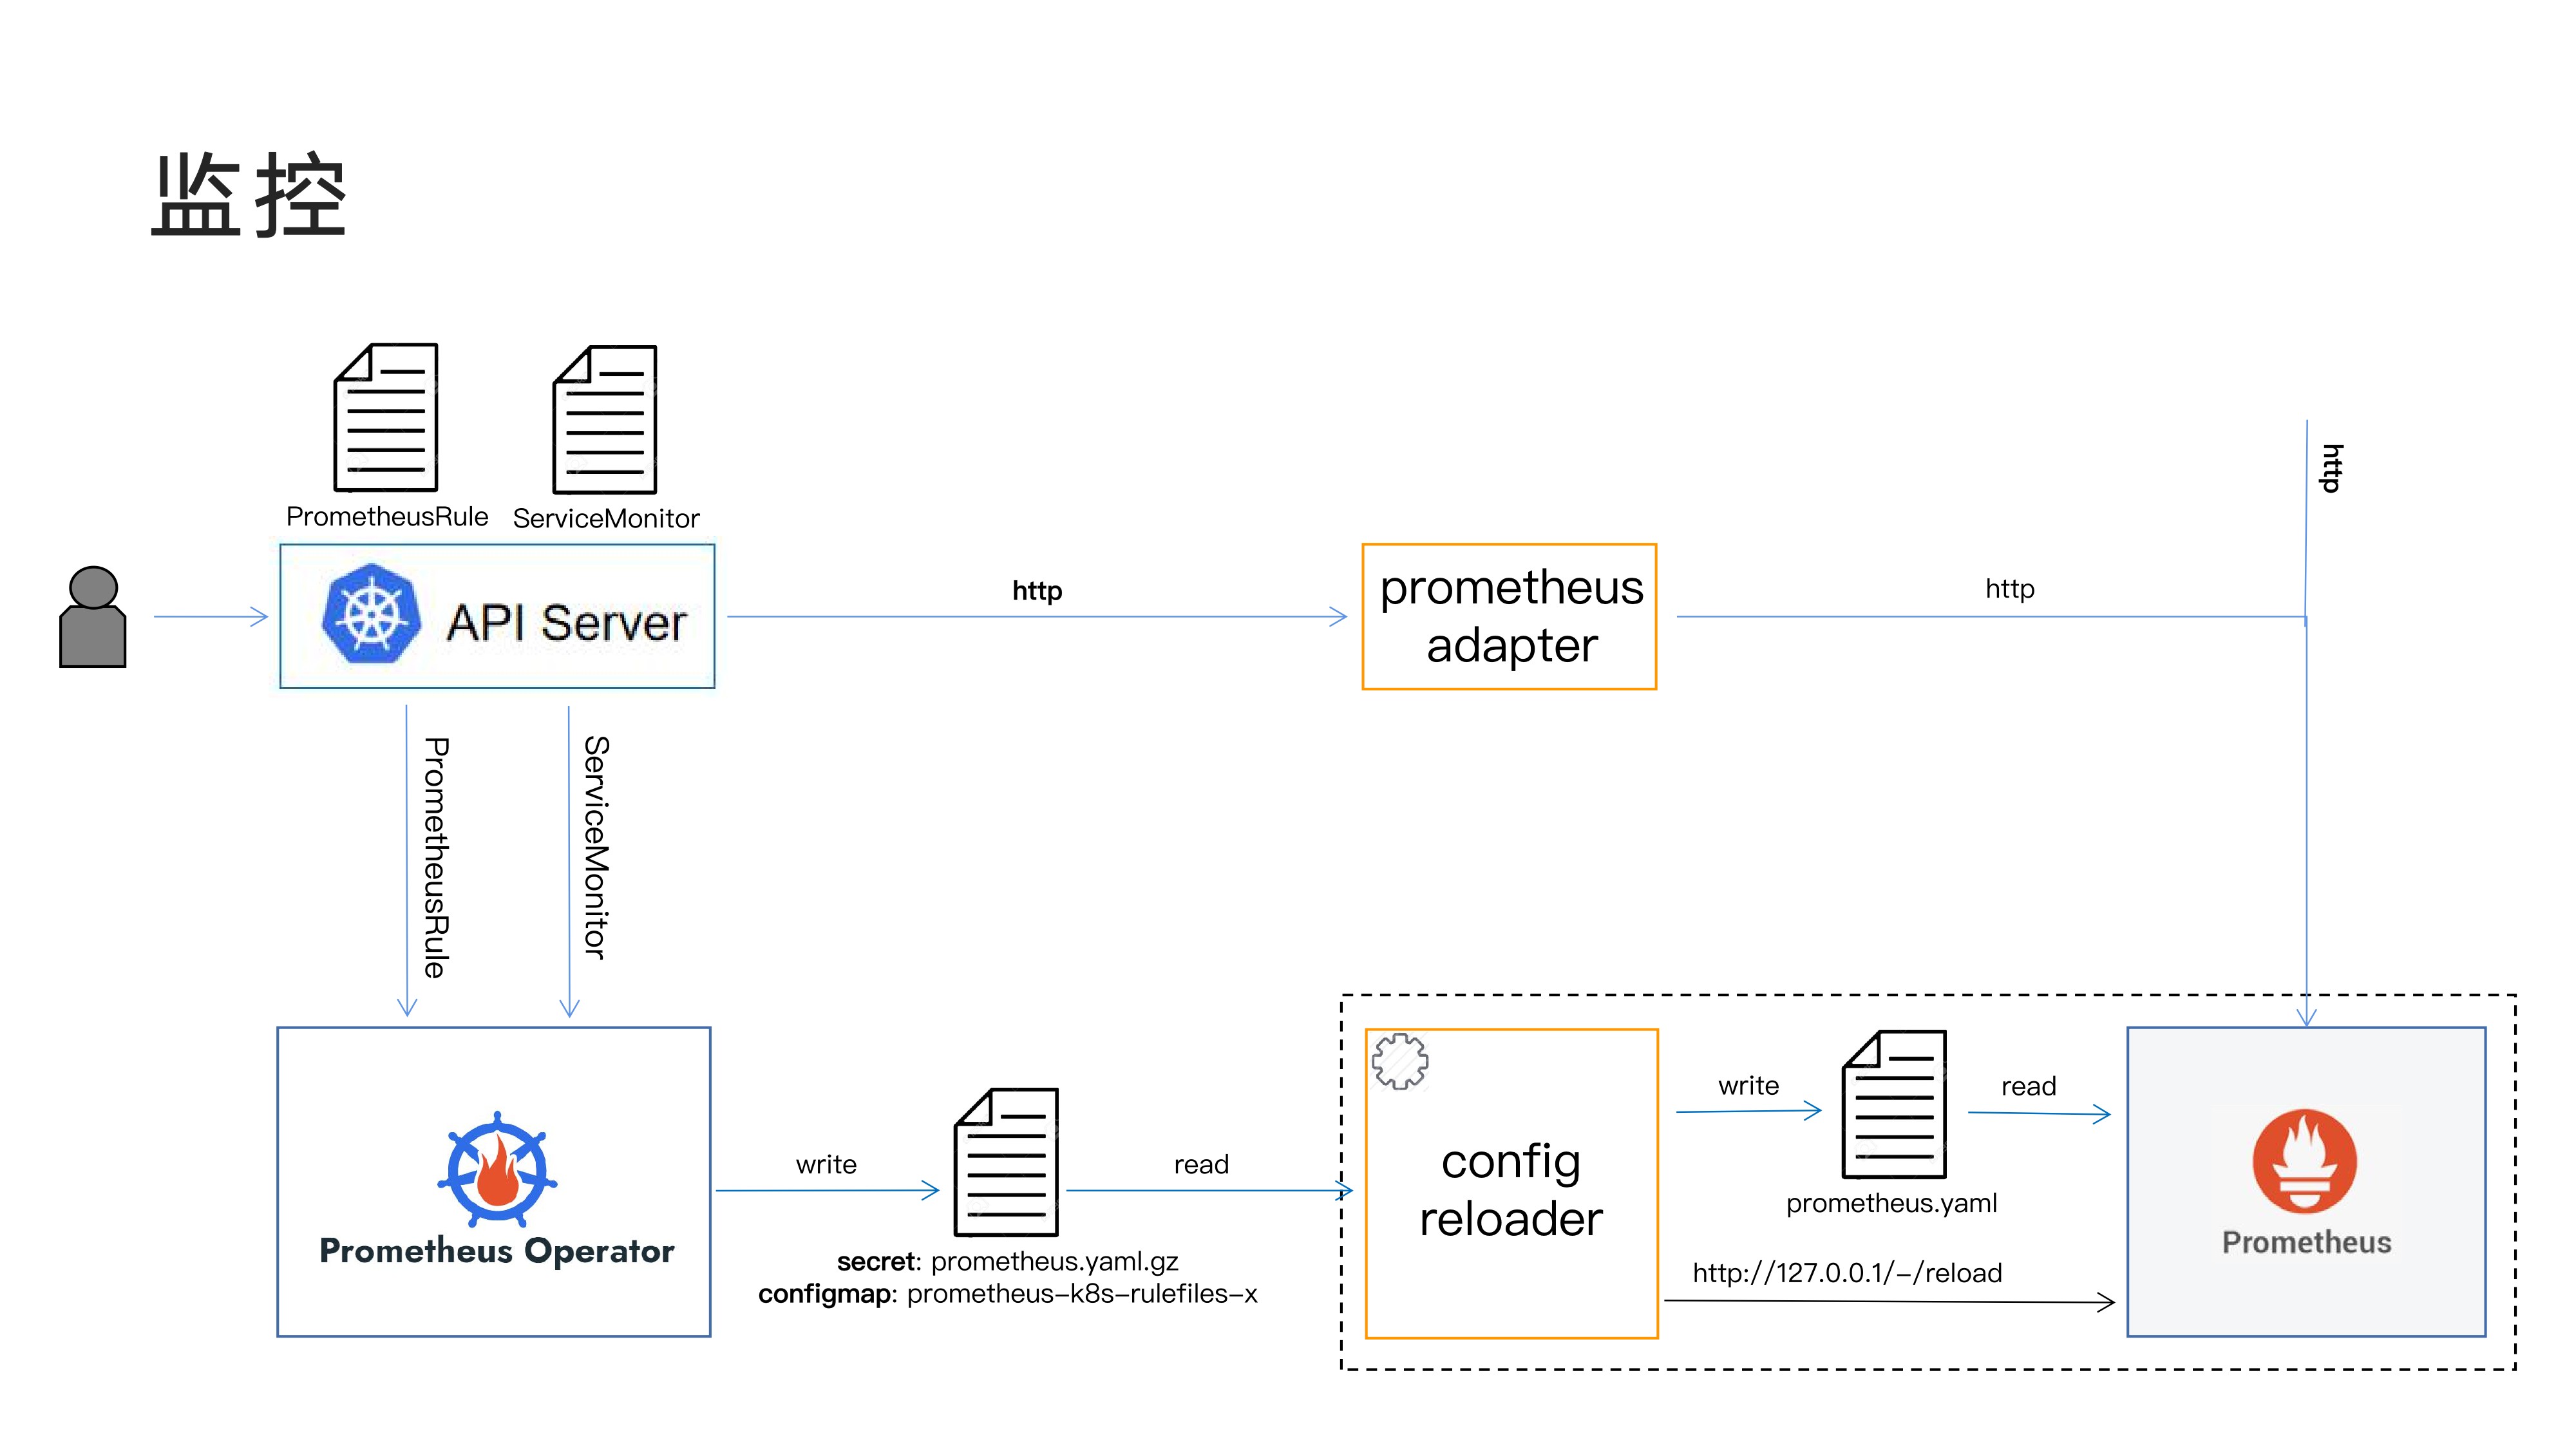 监控
PrometheusRule
ServiceMonitor
http
API Server
http
prometheus
adapter
http
PrometheusRule
ServiceMonitor
Prometheus Operator
write
read
secret: prometheus.yaml.gz
configmap: prometheus-k8s-rulefiles-x
config
reloader
write
read
prometheus.yaml
http://127.0.0.1/-/reload
Prometheus